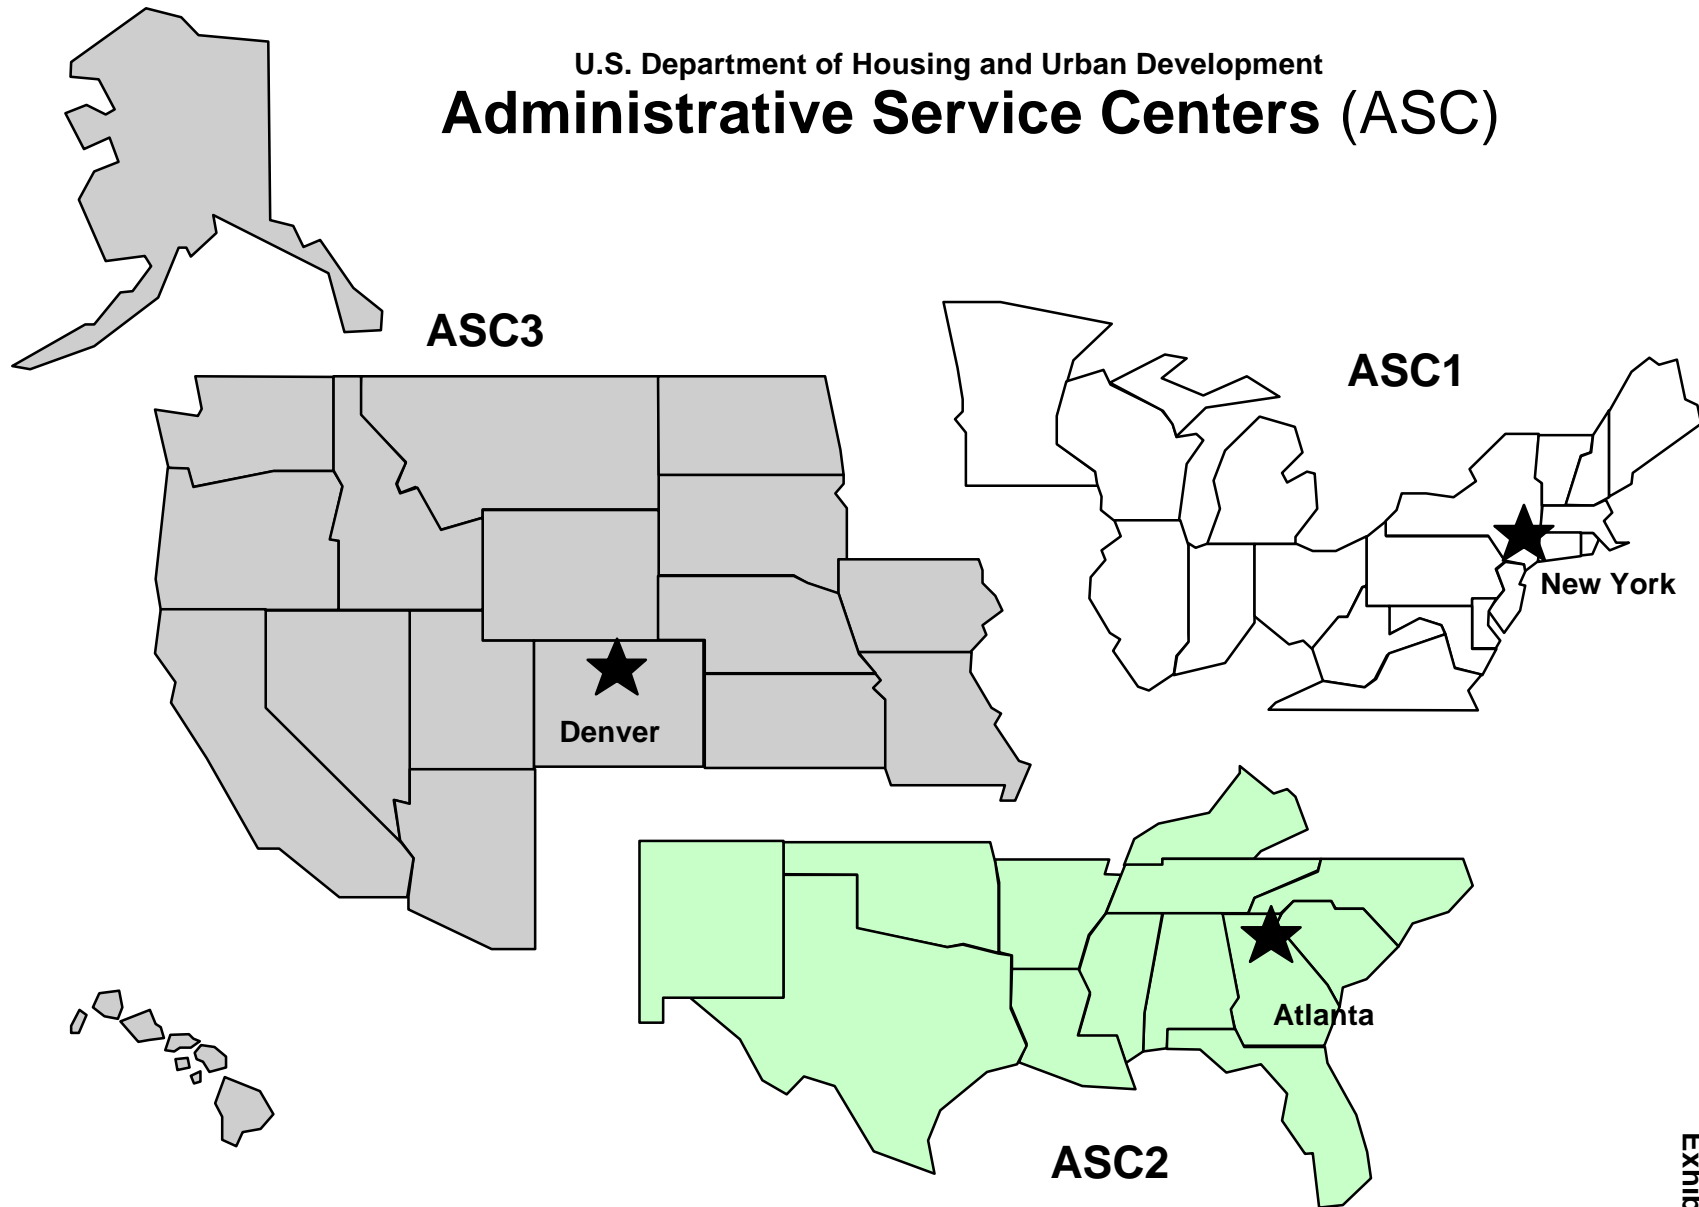 U.S. Department of Housing and Urban Development
Administrative Service Centers (ASC)
ASC3
ASC1
New York
Denver
Atlanta
ASC2